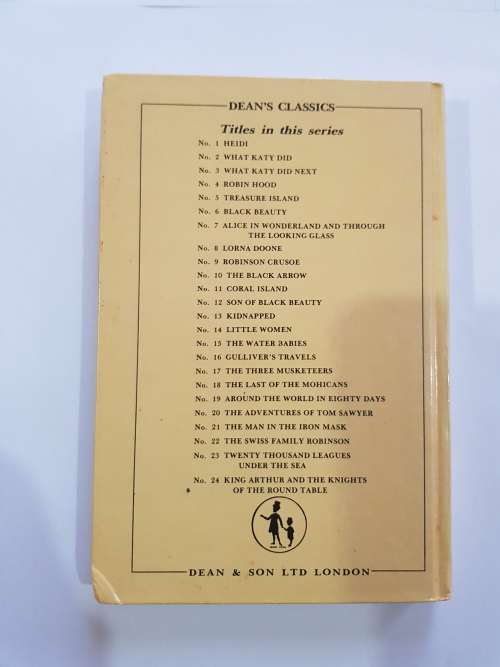 DEAN'S CLASSICS
Titles in this series
No. 1 HEIDI
No. 2 WHAT KATY DID
No. 3 WHAT KATY DID NEXT
No. 4 ROBIN HOOD
No. 5 TREASURE ISLAND
No. 6 BLACK BEAUTY
No. 7 ALICE IN WONDERLAND AND THROUGH
THE LOOKING GLASS
No. 8 LORNA DOONE
No. 9 ROBINSON CRUSOE
No. 10 THE BLACK ARROW
No. 11 CORAL ISLAND
No. 12 SON OF BLACK BEAUTY
No. 13 KIDNAPPED
No. 14 LITTLE WOMEN
No. 15 THE WATER BABIES
No. 16 GULLIVER'S TRAVELS
No. 17 THE THREE MUSKETEERS
No. 18 THE LAST OF THE MOHICANS
No. 19 AROUND THE WORLD IN EIGHTY DAYS
No. 20 THE ADVENTURES OF TOM SAWYER
No. 21 THE MAN IN THE IRON MASK
No. 22 THE SWISS FAMILY ROBINSON
No. 23 TWENTY THOUSAND LEAGUES
UNDER THE SEA
No. 24 KING ARTHUR AND THE KNIGHTS
OF THE ROUND TABLE
DEAN & SON LTD LONDON